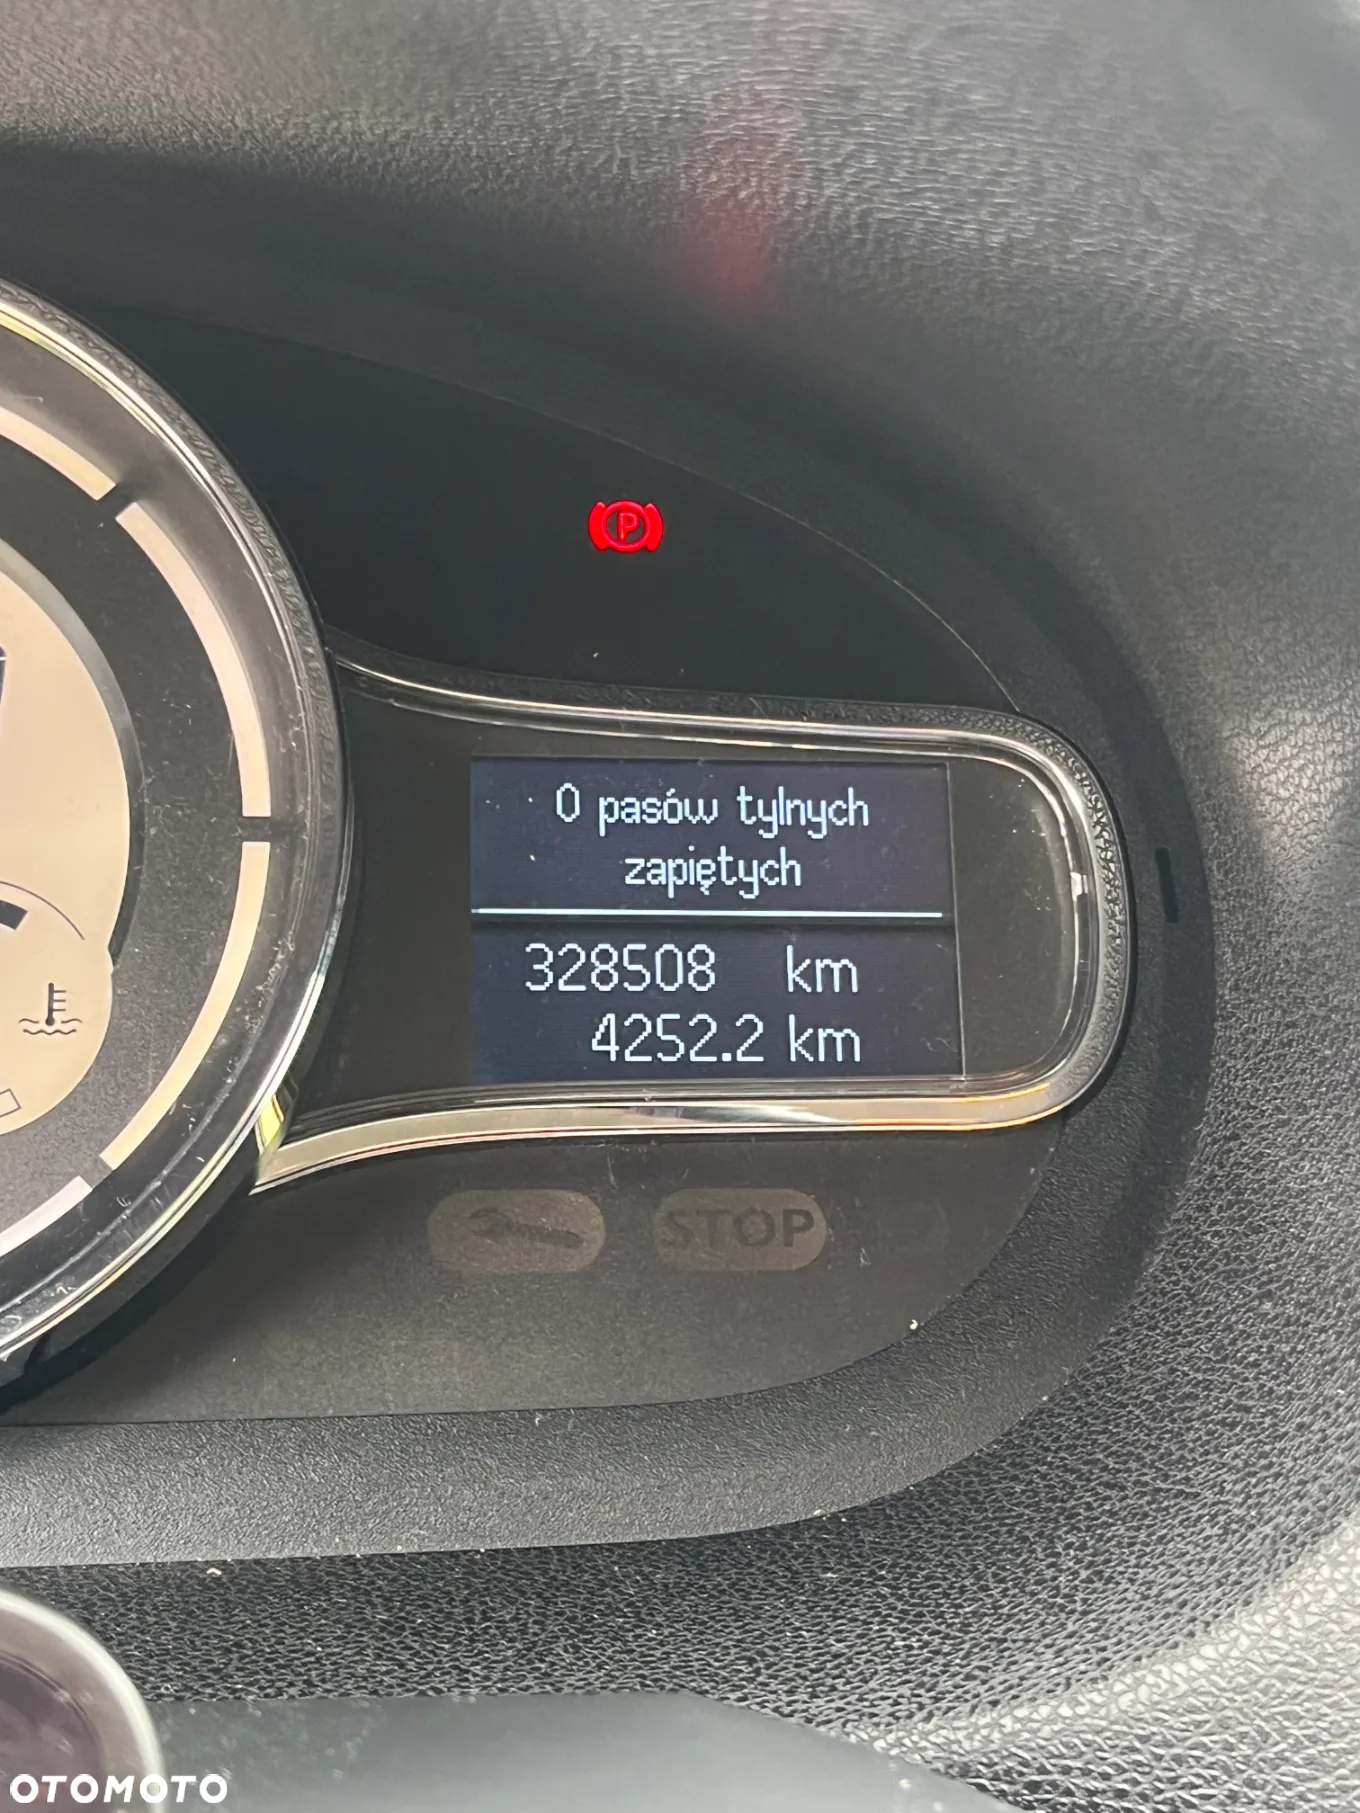 P
0 pasów tylnych
zapiętych
328508 km
4252.2 km
STOP
OTOMOTO